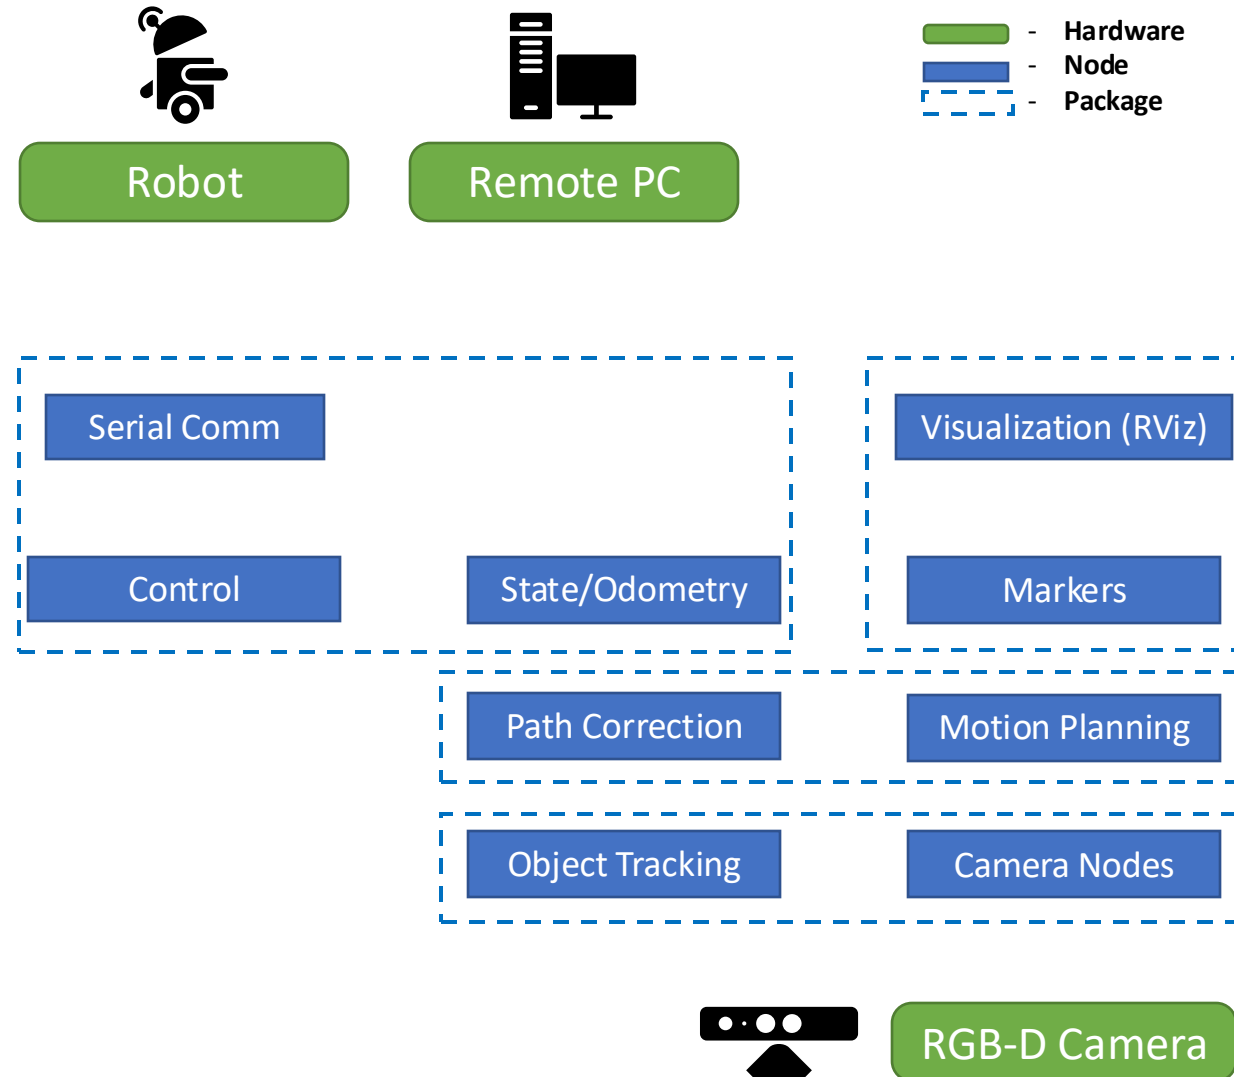 - Hardware
- Node
- Package
Robot
Remote PC
Serial Comm
Visualization (RViz)
Control
State/Odometry
Markers
Path Correction
Motion Planning
Object Tracking
Camera Nodes
RGB-D Camera